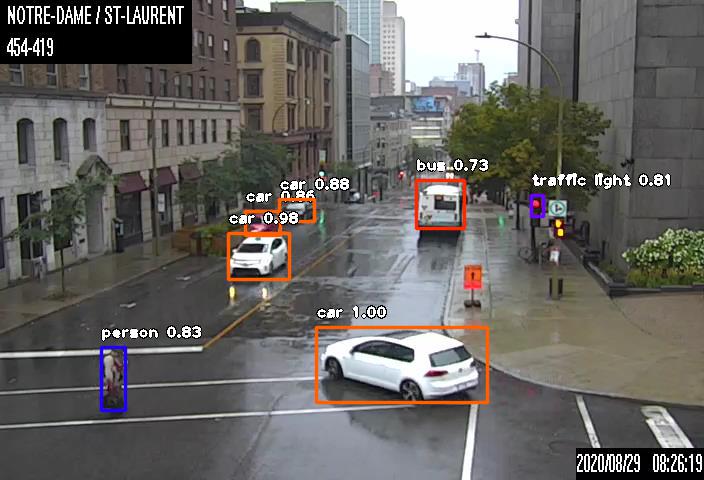 NOTRE-DAME / ST-LAURENT
454-419
car 0.88
car 0.86
car 0.98
bus 0.73
traffic light 0.81
car 1.00
person 0.83
2020/08/29 08:26:19